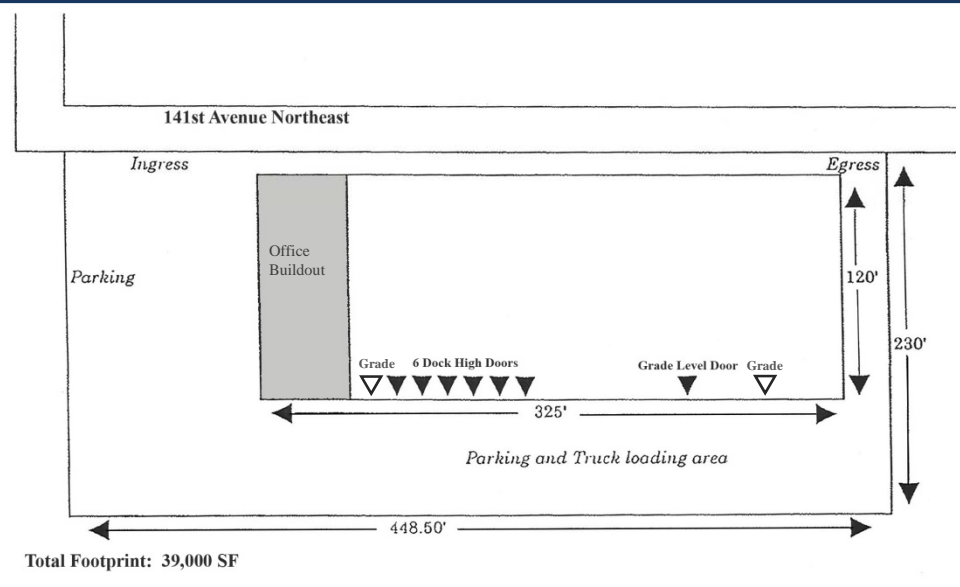 141st Avenue Northeast
Ingress
Egress
Office
Buildout
Parking
120'
230'
Grade
6 Dock High Doors
Grade Level Door
Grade
325'
Parking and Truck loading area
448.50'
Total Footprint: 39,000 SF